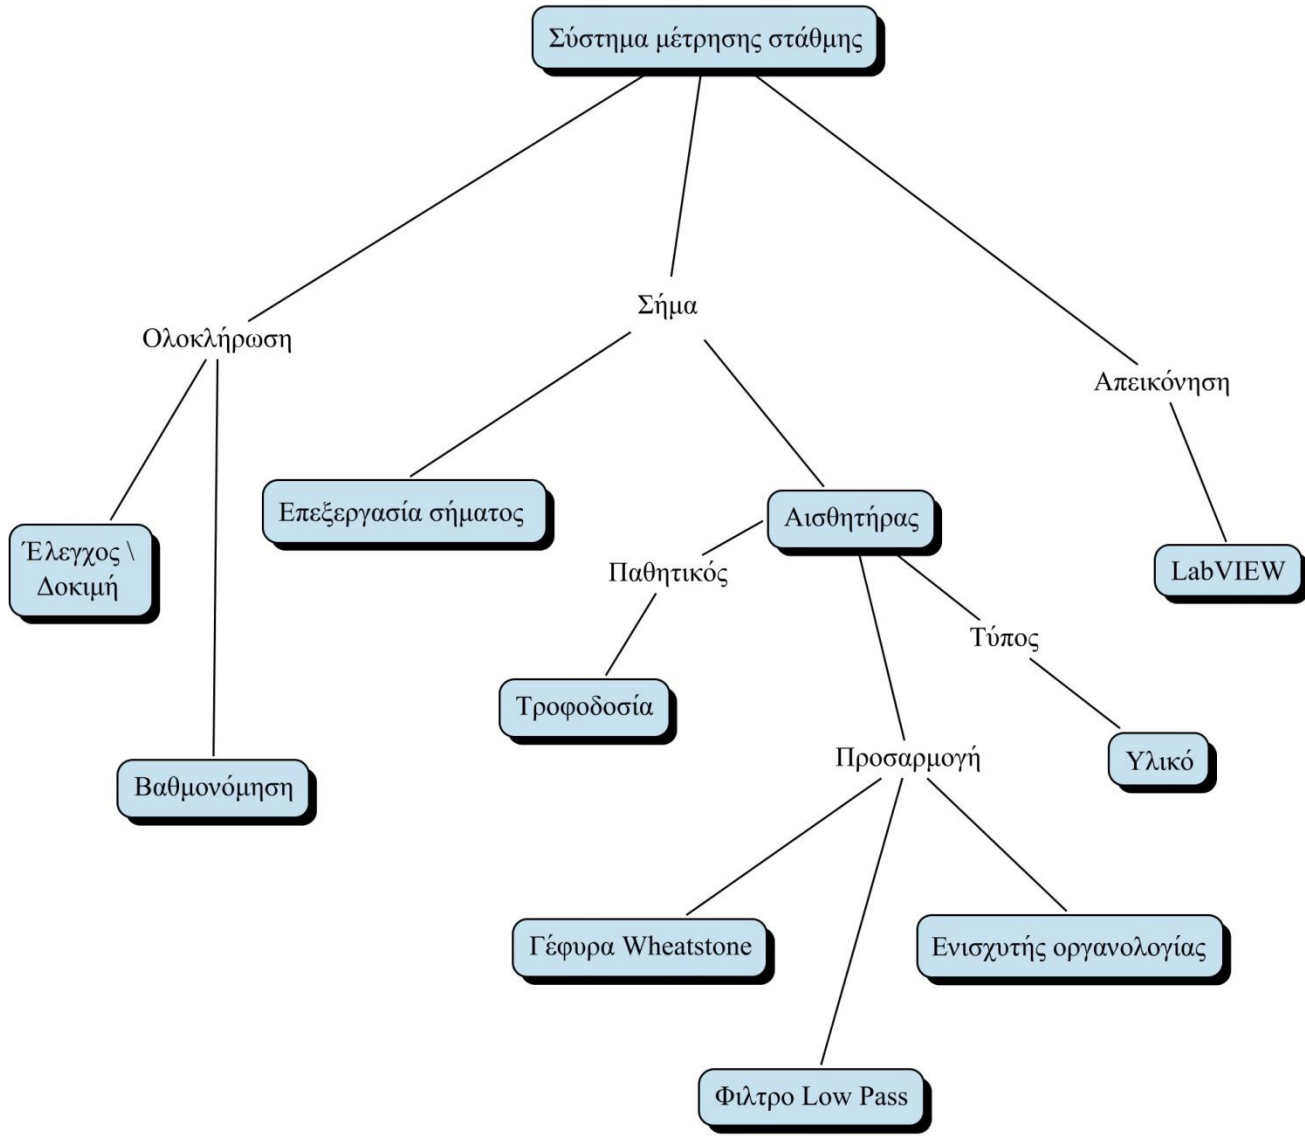 Σύστημα μέτρησης στάθμης
Σήμα
Ολοκλήρωση
Απεικόνηση
Επεξεργασία σήματος
Αισθητήρας
Έλεγχος \
Δοκιμή
LabVIEW
Παθητικός
Τύπος
Τροφοδοσία
Προσαρμογή
Υλικό
Βαθμονόμηση
Γέφυρα Wheatstone
Ενισχυτής οργανολογίας
Φιλτρο Low Pass